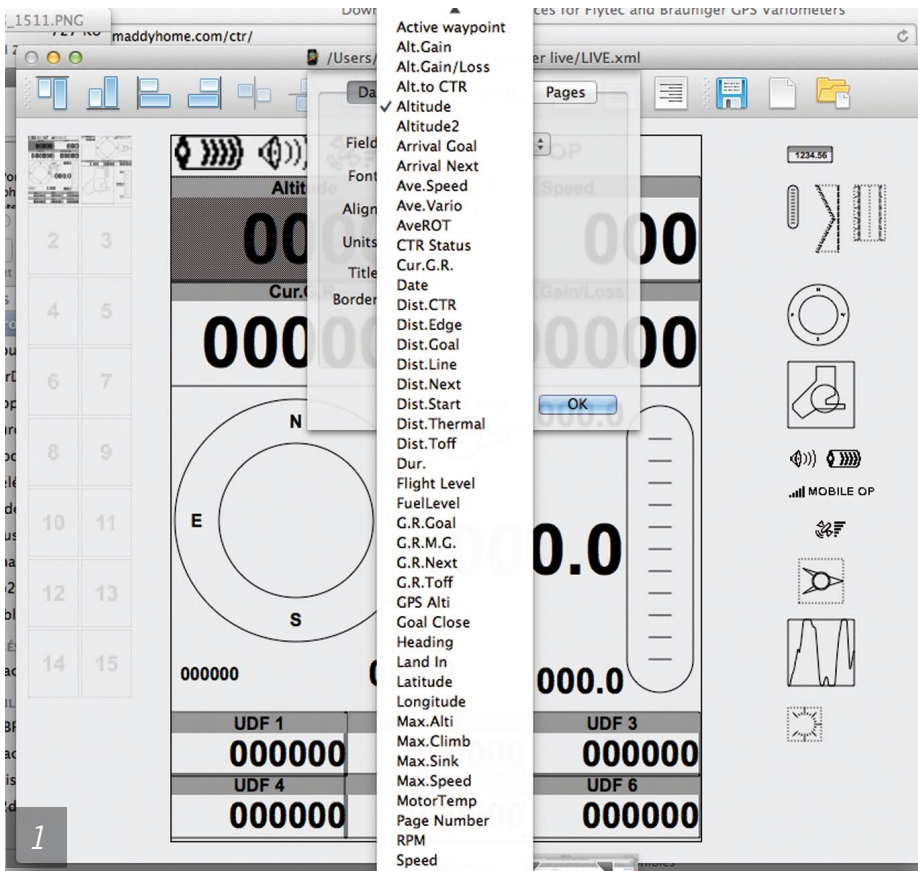 _1511.PNG
ces for Flytec and Brauniger GPS Variometers
maddyhome.com/ctr/
/Users/
er live/LIVE.xml
Pages
Field
Font
Align
Units
Title
Border
OK
Active waypoint
Alt.Gain
Alt.Gain/Loss
Alt.to CTR
✓ Altitude
Altitude2
Arrival Goal
Arrival Next
Ave.Speed
Ave.Vario
AveROT
CTR Status
Cur.G.R.
Date
Dist.CTR
Dist.Edge
Dist.Goal
Dist.Line
Dist.Next
Dist.Start
Dist.Thermal
Dist.Toff
Dur.
Flight Level
FuelLevel
G.R.Goal
G.R.M.G.
G.R.Next
G.R.Toff
GPS Alti
Goal Close
Heading
Land In
Latitude
Longitude
Max.Alti
Max.Climb
Max.Sink
Max.Speed
MotorTemp
Page Number
RPM
Speed
2 3
4 5
6 7
8 9
10 11
12 13
14 15
OP
Altitude
Speed
00 00
Cur.G.R
Gain/Loss
000 0000
N
E
S
000.0
0.0
000000
000.0
UDF 1 UDF 3
000000 000000
UDF 4 UDF 6
000000 000000
1234.56
MOBILE OP
1